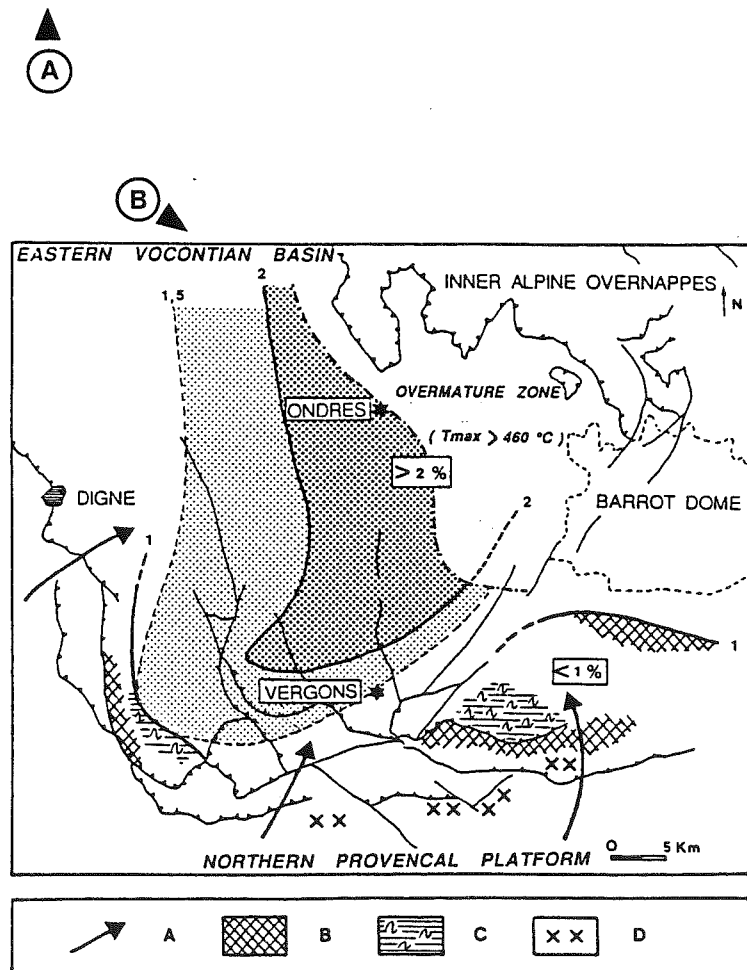 A
B
EASTERN VOCONTIAN BASIN
1,5
2
INNER ALPINE OVERNAPPES
N
OVERMATURE ZONE
ONDRES
( Tmax > 460 °C )
> 2 %
DIGNE
2
BARROT DOME
1
1
< 1 %
VERGONS
NORTHERN PROVENCAL PLATFORM
0 5 Km
A B C D